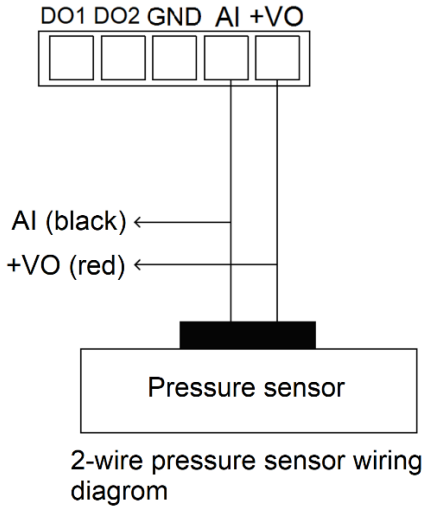 DO1 DO2 GND AI +VO
AI (black)
+VO (red)
Pressure sensor
2-wire pressure sensor wiring
diagrom